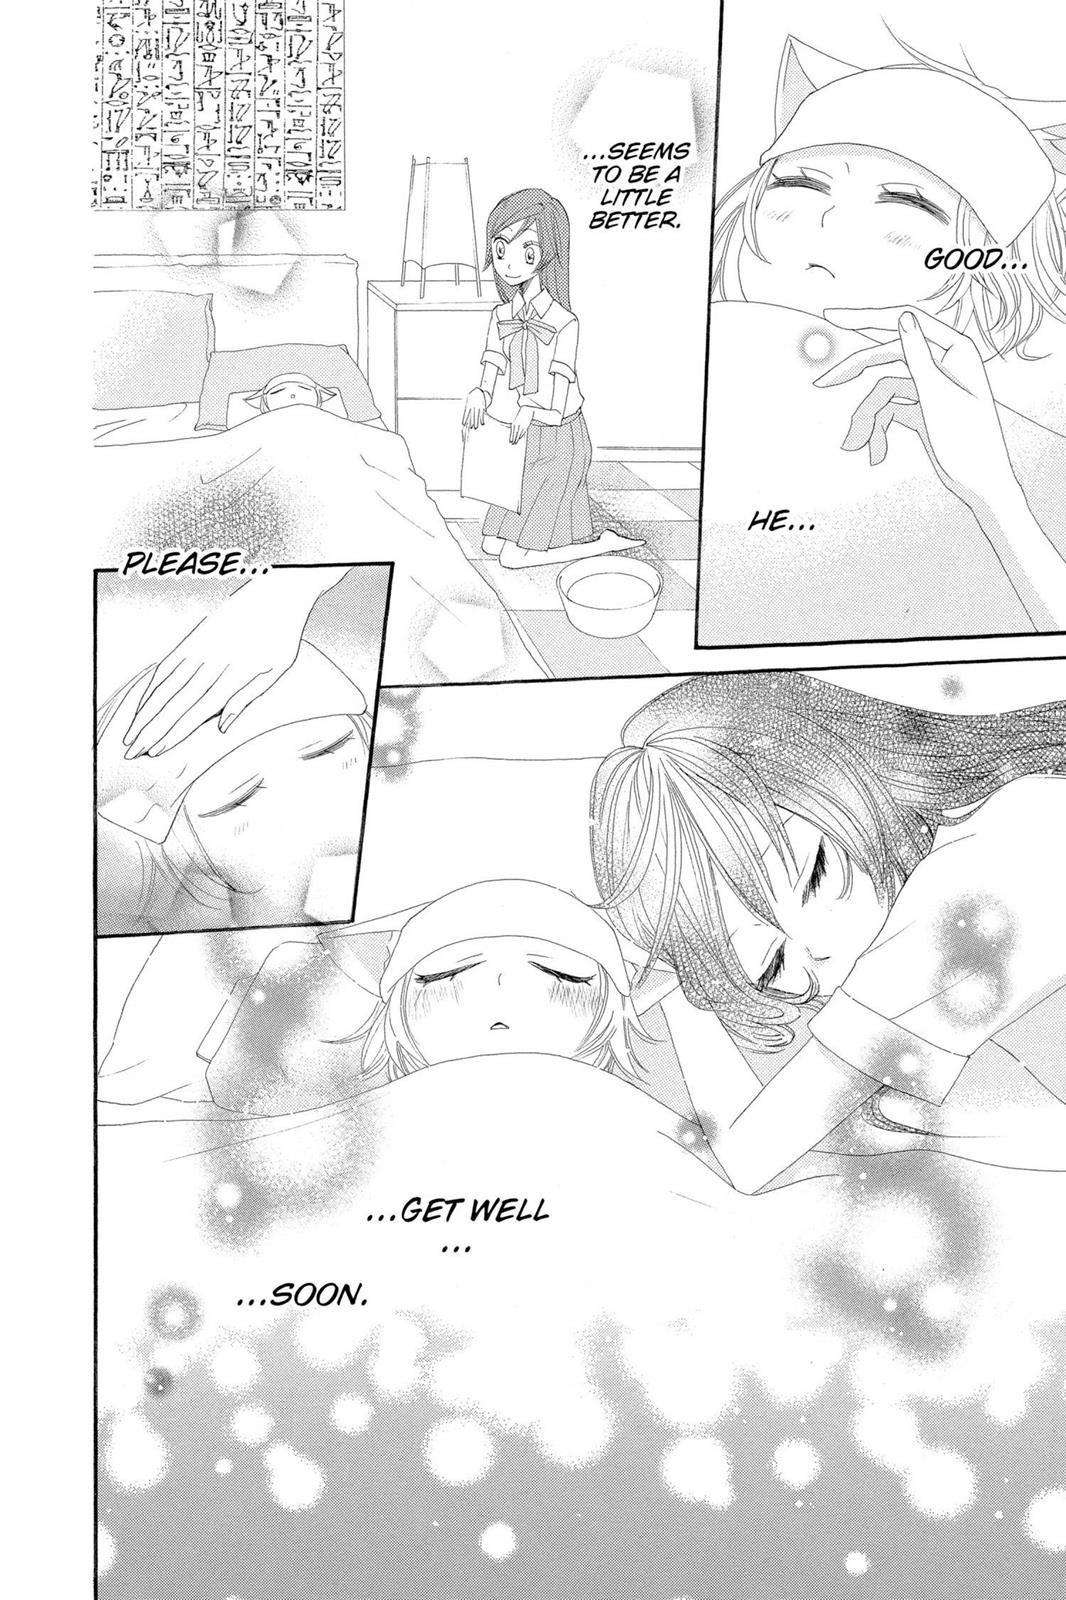 GOOD...
HE...
...SEEMS
TO BE A
LITTLE
BETTER.
PLEASE...
...GET WELL
...
...SOON.